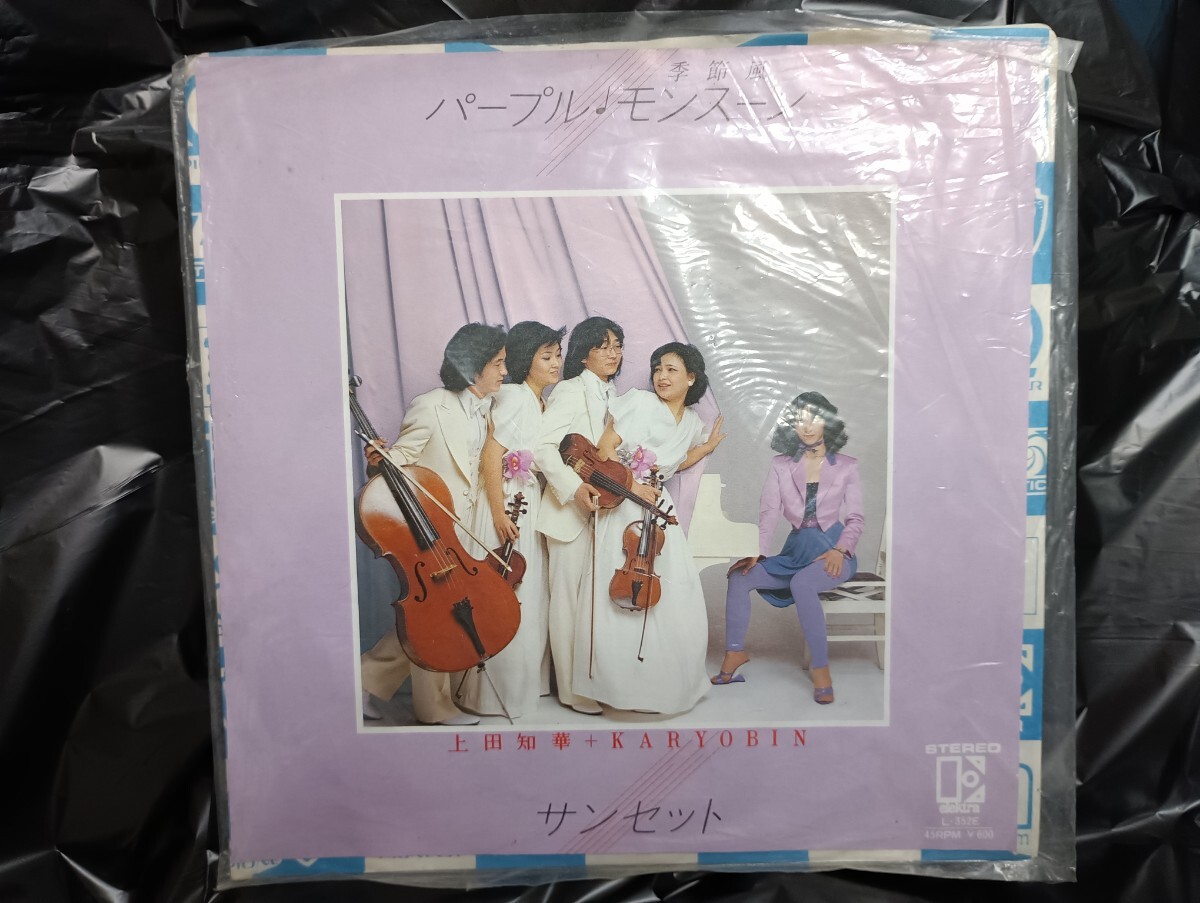 季節風
パープル♪モンスーン
上田知華+KARYOBIN
サンセット
STEREO
elektra
L-352E
45RPM ¥600